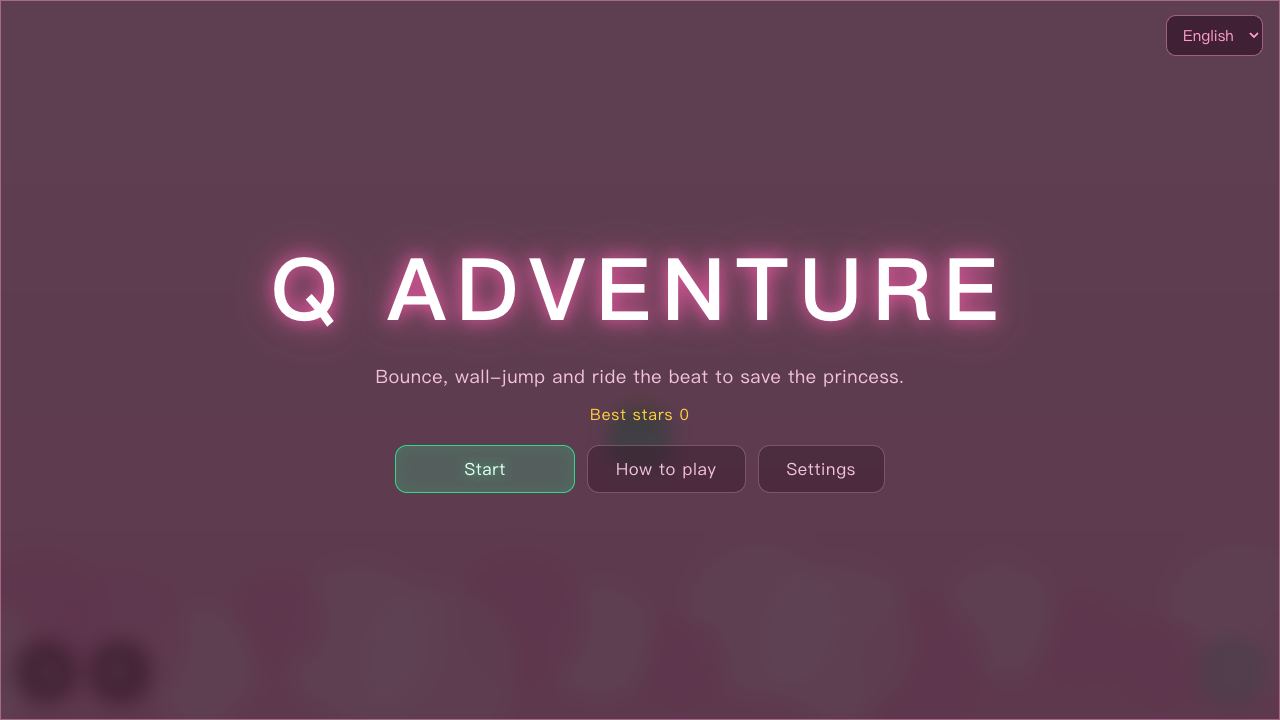 English
Q ADVENTURE
Bounce, wall-jump and ride the beat to save the princess.
Best stars 0
Start
How to play
Settings